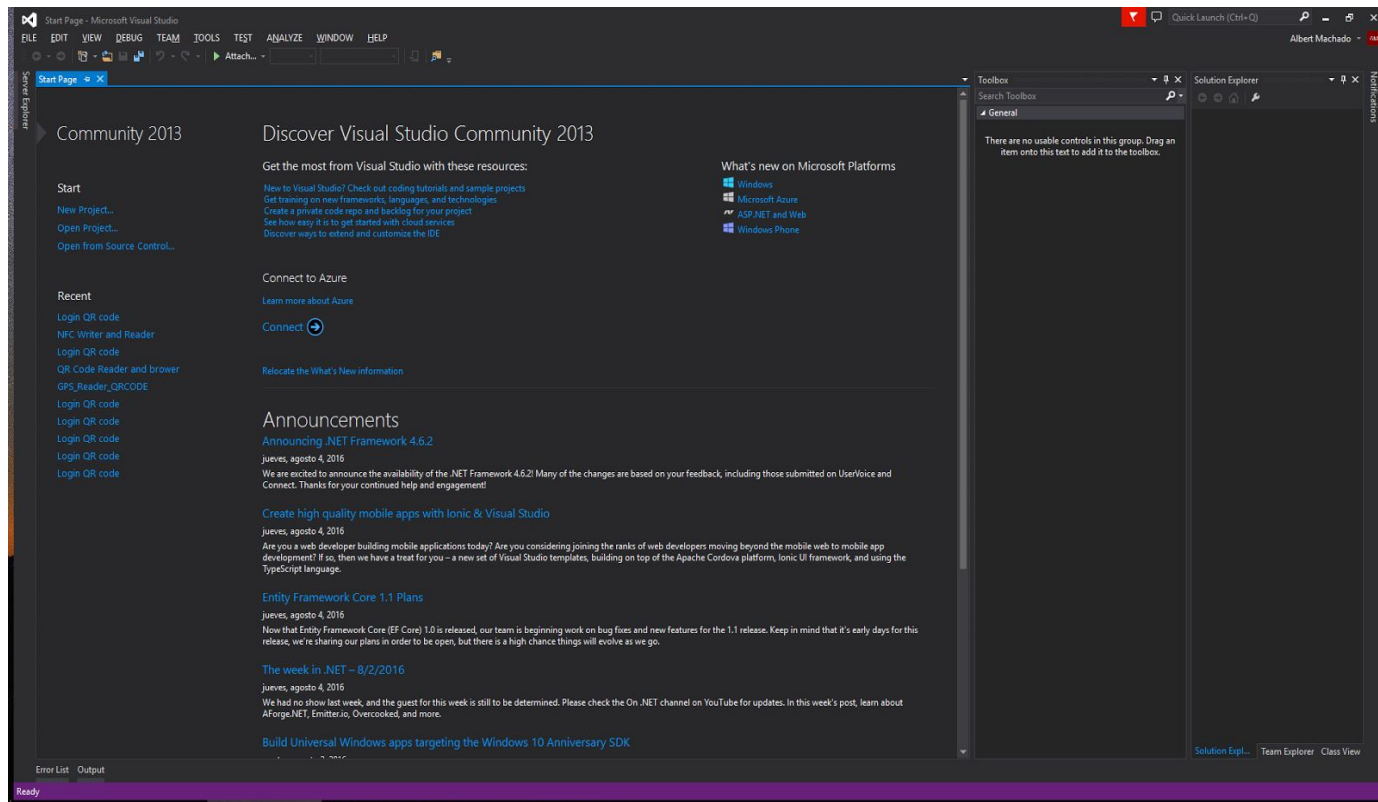 Start Page - Microsoft Visual Studio
Quick Launch (Ctrl+Q)
FILE EDIT VIEW DEBUG TEAM TOOLS TEST ANALYZE WINDOW HELP
Albert Machado
Attach...
Server Explorer
Start Page
Community 2013
Start
New Project...
Open Project...
Open from Source Control...
Recent
Login QR code
NFC Writer and Reader
Login QR code
QR Code Reader and brower
GPS_Reader_QRCODE
Login QR code
Login QR code
Login QR code
Login QR code
Login QR code
Discover Visual Studio Community 2013
Get the most from Visual Studio with these resources:
New to Visual Studio? Check out coding tutorials and sample projects
Get training on new frameworks, languages, and technologies
Create a private code repo and backlog for your project
See how easy it is to get started with cloud services
Discover ways to extend and customize the IDE
What's new on Microsoft Platforms
Windows
Microsoft Azure
ASP.NET and Web
Windows Phone
Connect to Azure
Learn more about Azure
Connect
Relocate the What's New information
Announcements
Announcing .NET Framework 4.6.2
jueves, agosto 4, 2016
We are excited to announce the availability of the .NET Framework 4.6.2! Many of the changes are based on your feedback, including those submitted on UserVoice and
Connect. Thanks for your continued help and engagement!
Create high quality mobile apps with Ionic & Visual Studio
jueves, agosto 4, 2016
Are you a web developer building mobile applications today? Are you considering joining the ranks of web developers moving beyond the mobile web to mobile app
development? If so, then we have a treat for you – a new set of Visual Studio templates, building on top of the Apache Cordova platform, Ionic UI framework, and using the
TypeScript language.
Entity Framework Core 1.1 Plans
jueves, agosto 4, 2016
Now that Entity Framework Core (EF Core) 1.0 is released, our team is beginning work on bug fixes and new features for the 1.1 release. Keep in mind that it's early days for this
release, we're sharing our plans in order to be open, but there is a high chance things will evolve as we go.
The week in .NET – 8/2/2016
jueves, agosto 4, 2016
We had no show last week, and the guest for this week is still to be determined. Please check the On .NET channel on YouTube for updates. In this week's post, learn about
AForge.NET, Emitter.io, Overcooked, and more.
Build Universal Windows apps targeting the Windows 10 Anniversary SDK
Toolbox
Search Toolbox
General
There are no usable controls in this group. Drag an
item onto this text to add it to the toolbox.
Solution Explorer
Notifications
Solution Expl... Team Explorer Class View
Error List Output
Ready